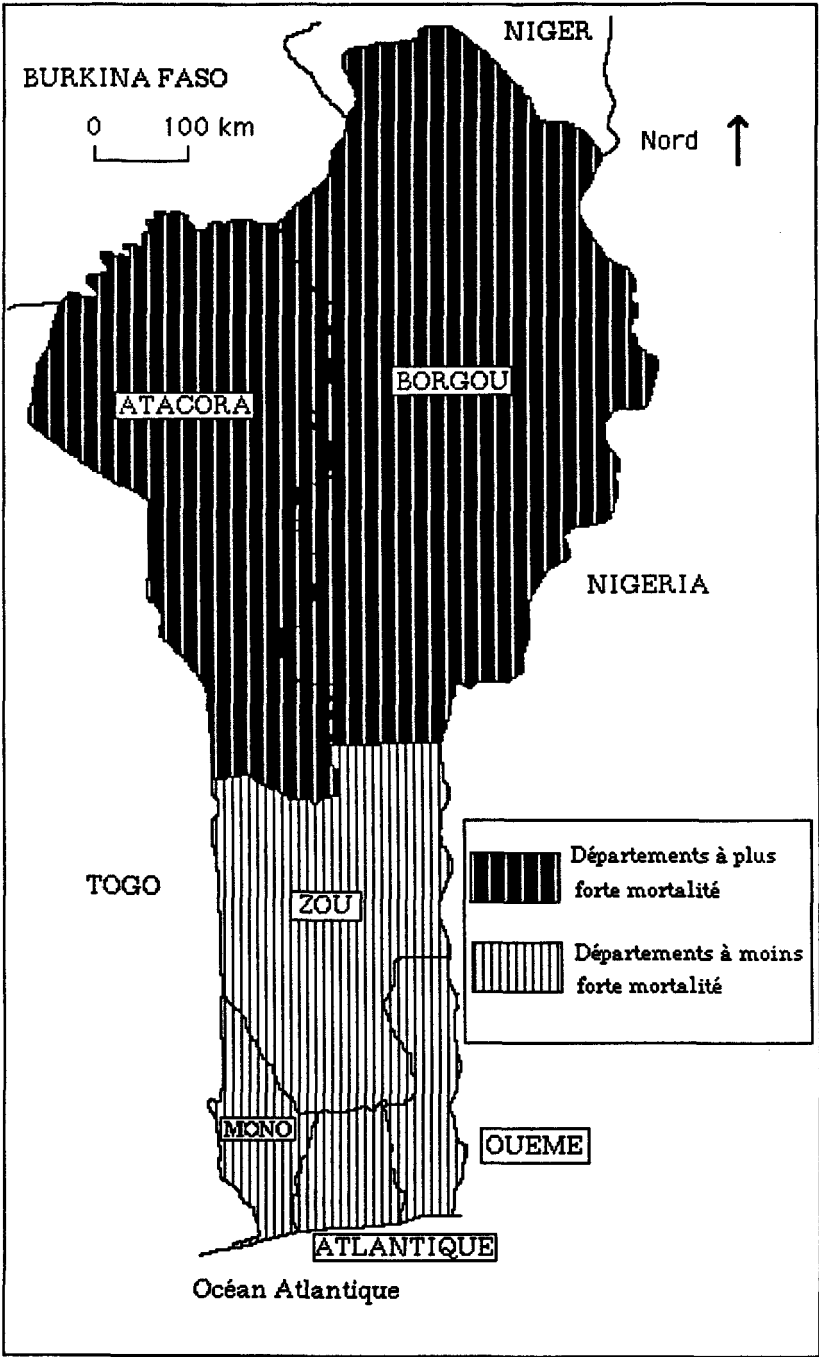 NIGER
BURKINA FASO
0 100 km
Nord
BORGOU
ATACORA
NIGERIA
Départements à plus
forte mortalité
TOGO
ZOU
Départements à moins
forte mortalité
MONO
OUEME
ATLANTIQUE
Océan Atlantique